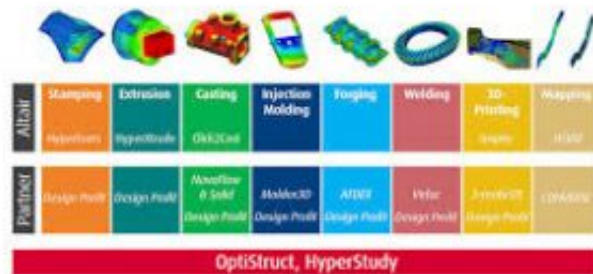 Altair
Stamping
HyperForm
Extrusion
HyperXtrude
Casting
Click2Cast
Injection
Molding
Forging
Welding
3D-
Printing
Mapping
Partner
Design Profit
Design Profit
Novaflow
& Solid
Design Profit
Moldex3D
Design Profit
AFDEX
Design Profit
Design Profit
Design Profit
OptiStruct, HyperStudy